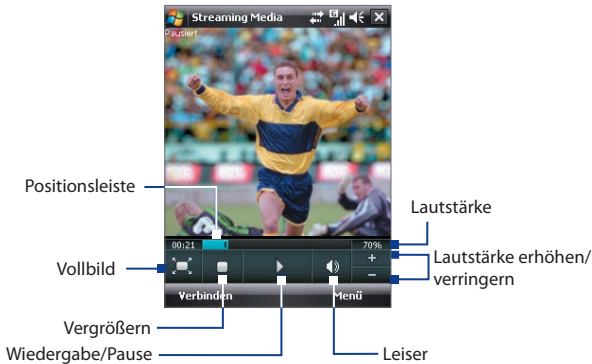 Streaming Media
Pausiert
Positionsleiste
Lautstärke
00:21
70%
Vollbild
+
Lautstärke erhöhen/
verringern
–
Verbinden
Menü
Vergrößern
Wiedergabe/Pause
Leiser